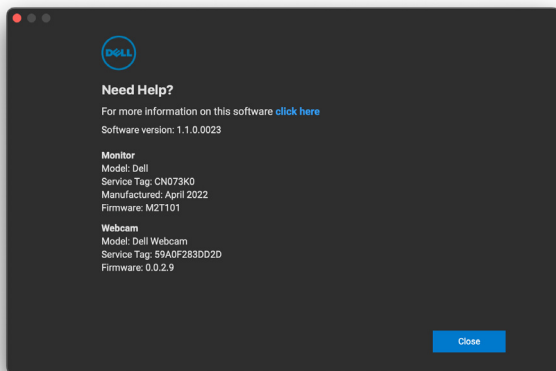 DELL
Need Help?
For more information on this software click here
Software version: 1.1.0.0023
Monitor
Model: Dell
Service Tag: CN073K0
Manufactured: April 2022
Firmware: M2T101
Webcam
Model: Dell Webcam
Service Tag: 59A0F283DD2D
Firmware: 0.0.2.9
Close